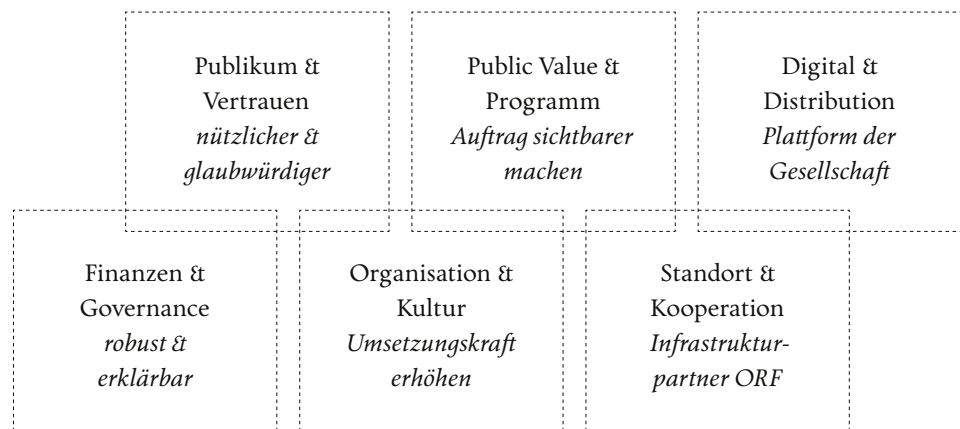 Publikum &
Vertrauen
nützlicher &
glaubwürdiger
Public Value &
Programm
Auftrag sichtbarer
machen
Digital &
Distribution
Plattform der
Gesellschaft
Finanzen &
Governance
robust &
erklärbar
Organisation &
Kultur
Umsetzungskraft
erhöhen
Standort &
Kooperation
Infrastruktur-
partner ORF